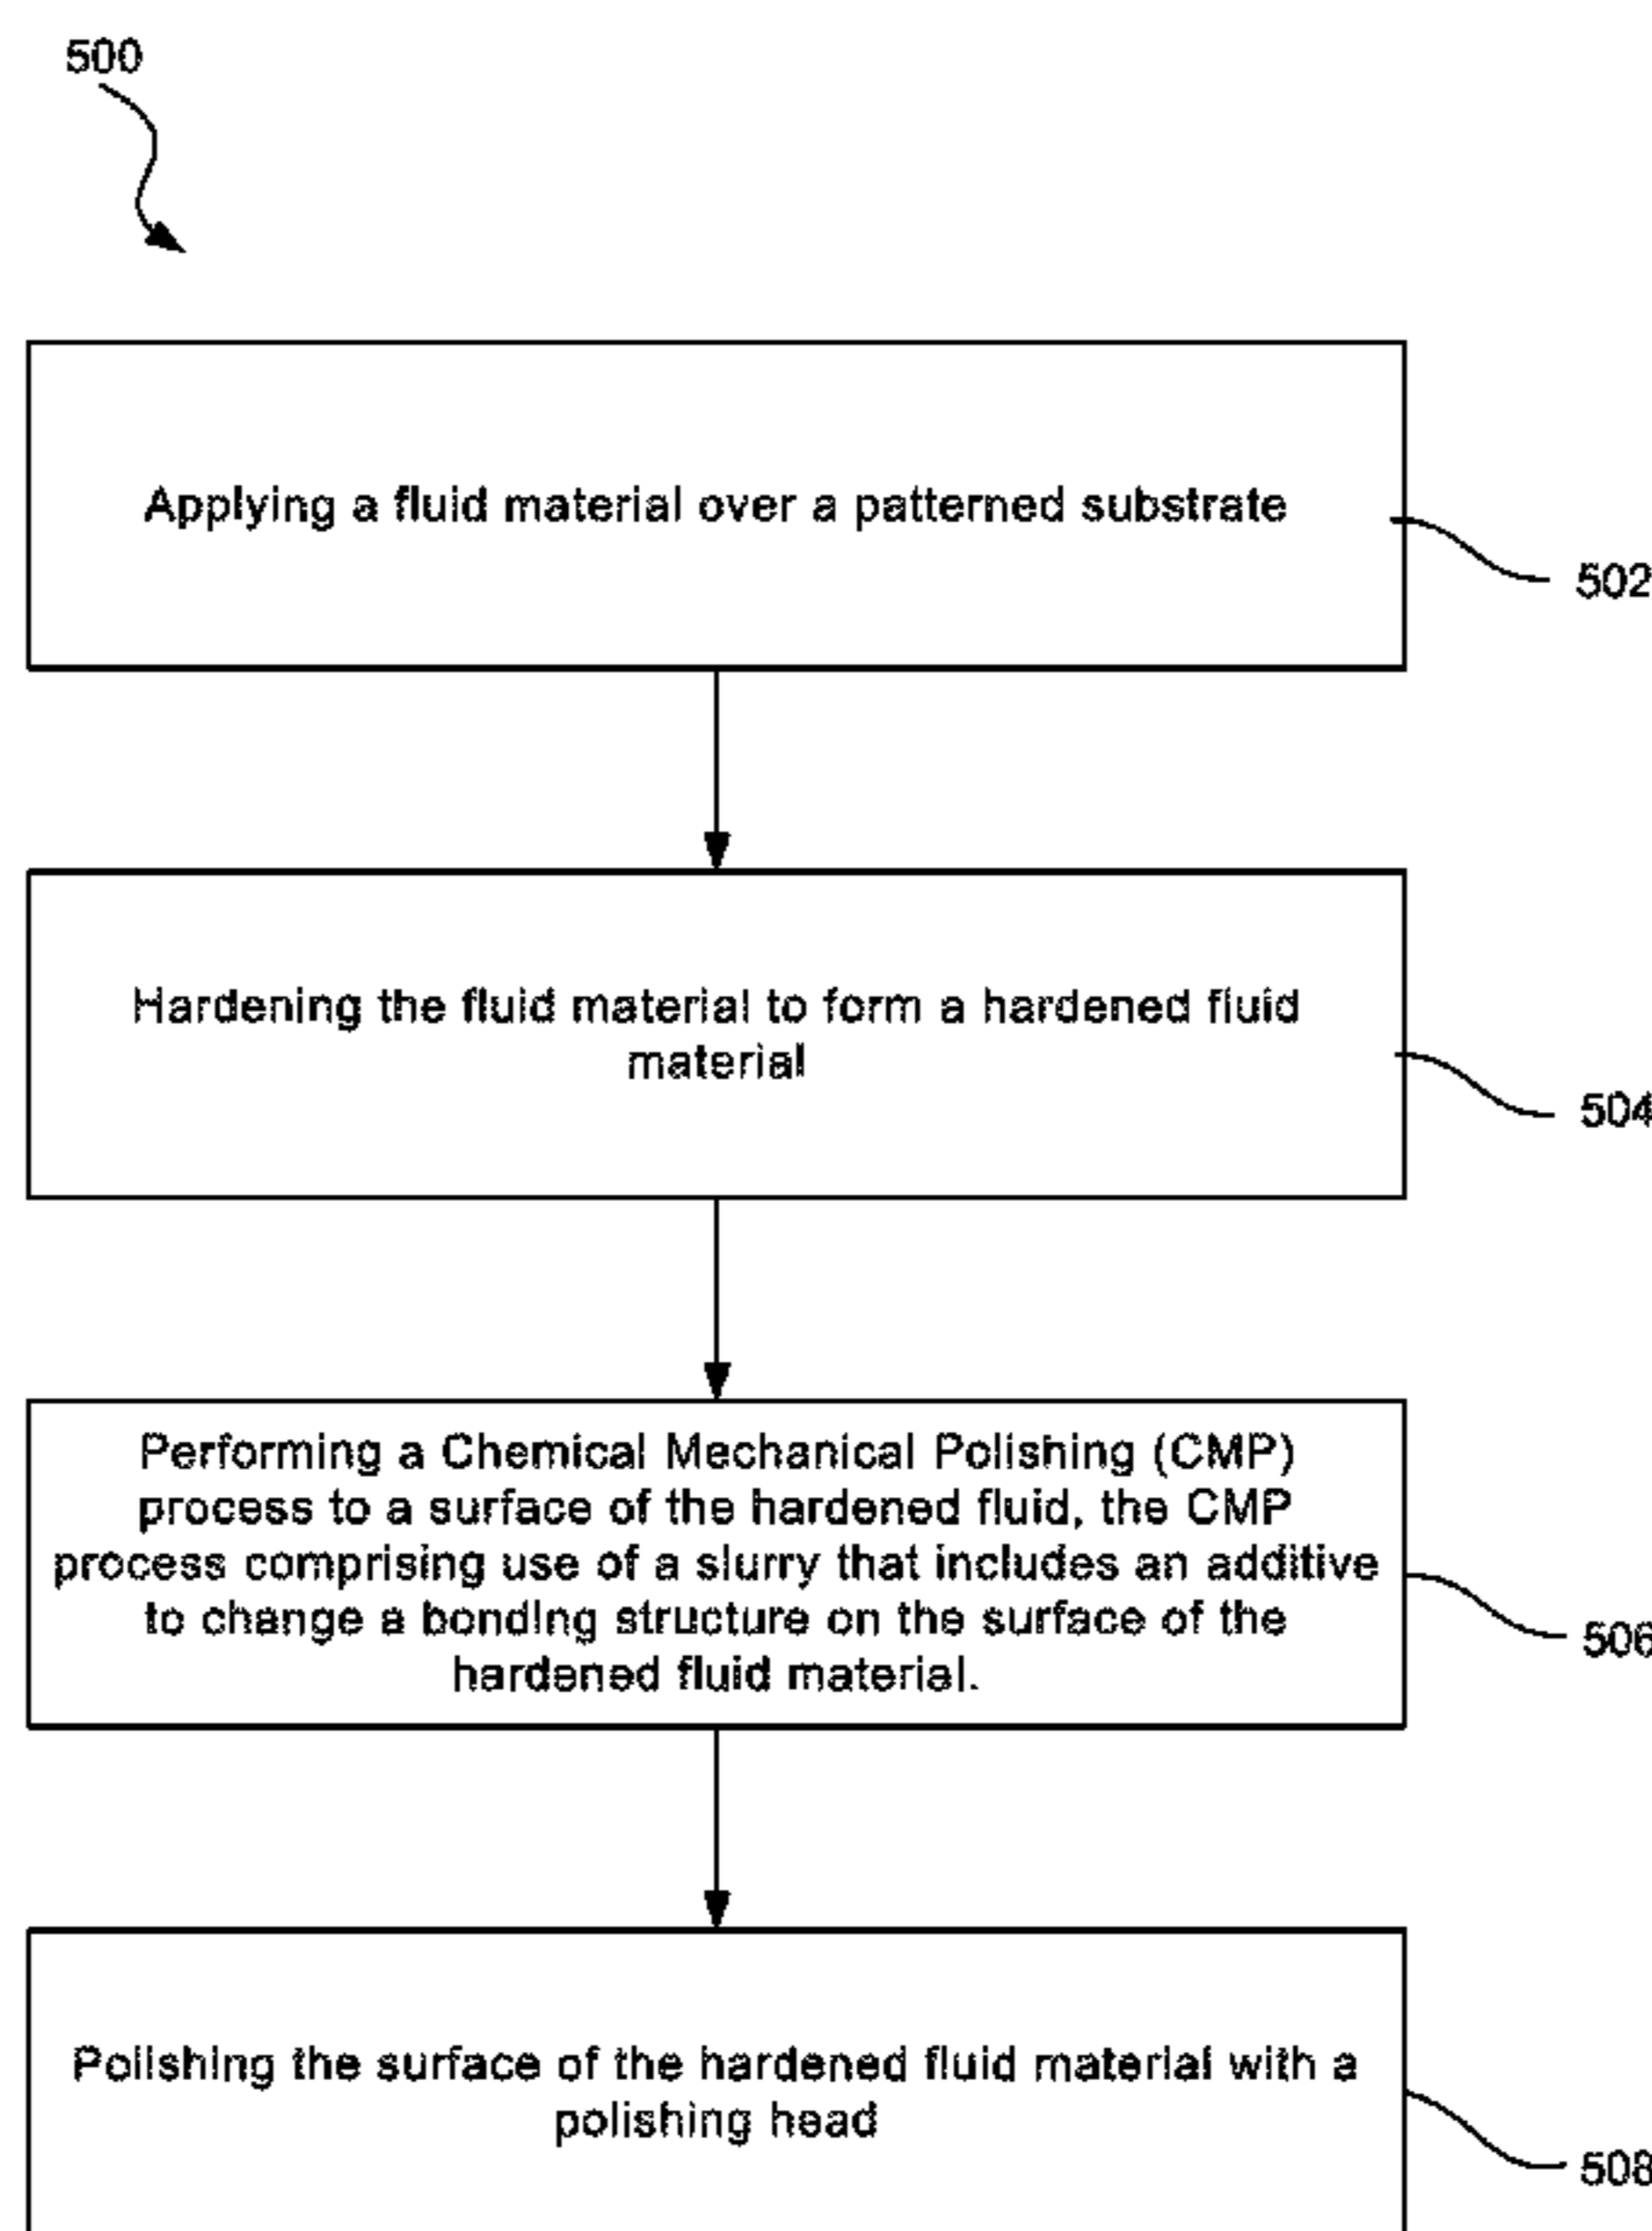 500
Applying a fluid material over a patterned substrate
502
Hardening the fluid material to form a hardened fluid
material
504
Performing a Chemical Mechanical Polishing (CMP)
process to a surface of the hardened fluid, the CMP
process comprising use of a slurry that includes an additive
to change a bonding structure on the surface of the
hardened fluid material.
506
Polishing the surface of the hardened fluid material with a
polishing head
508